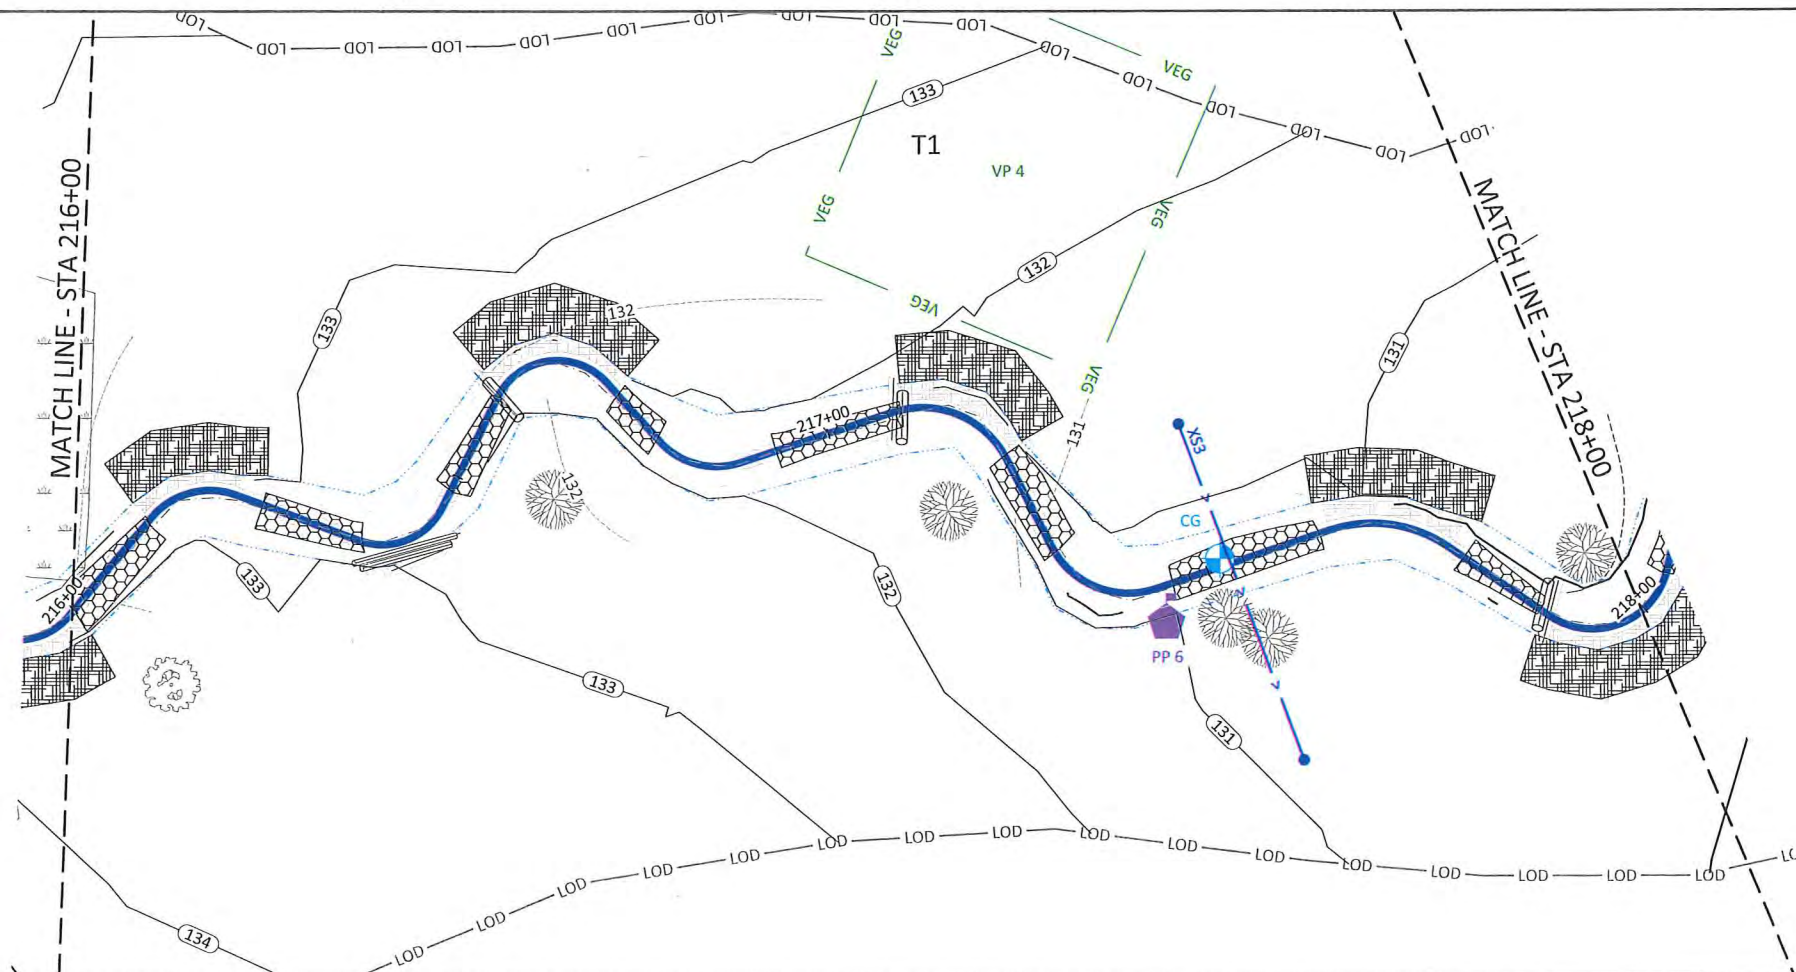 LOD LOD LOD LOD LOD LOD LOD LOD LOD LOD
LOD LOD LOD LOD LOD LOD
VEG
VEG
133
T1
VP 4
VEG
VEG
MATCH LINE - STA 216+00
MATCH LINE - STA 218+00
132
VEG
133
132
131
VEG
217+00
131
XS3
132
CG
216+00
133
132
218+00
PP 6
133
131
LOD LOD LOD LOD LOD LOD LOD LOD LOD LOD LOD LOD LOD LOD LOD LOD
134